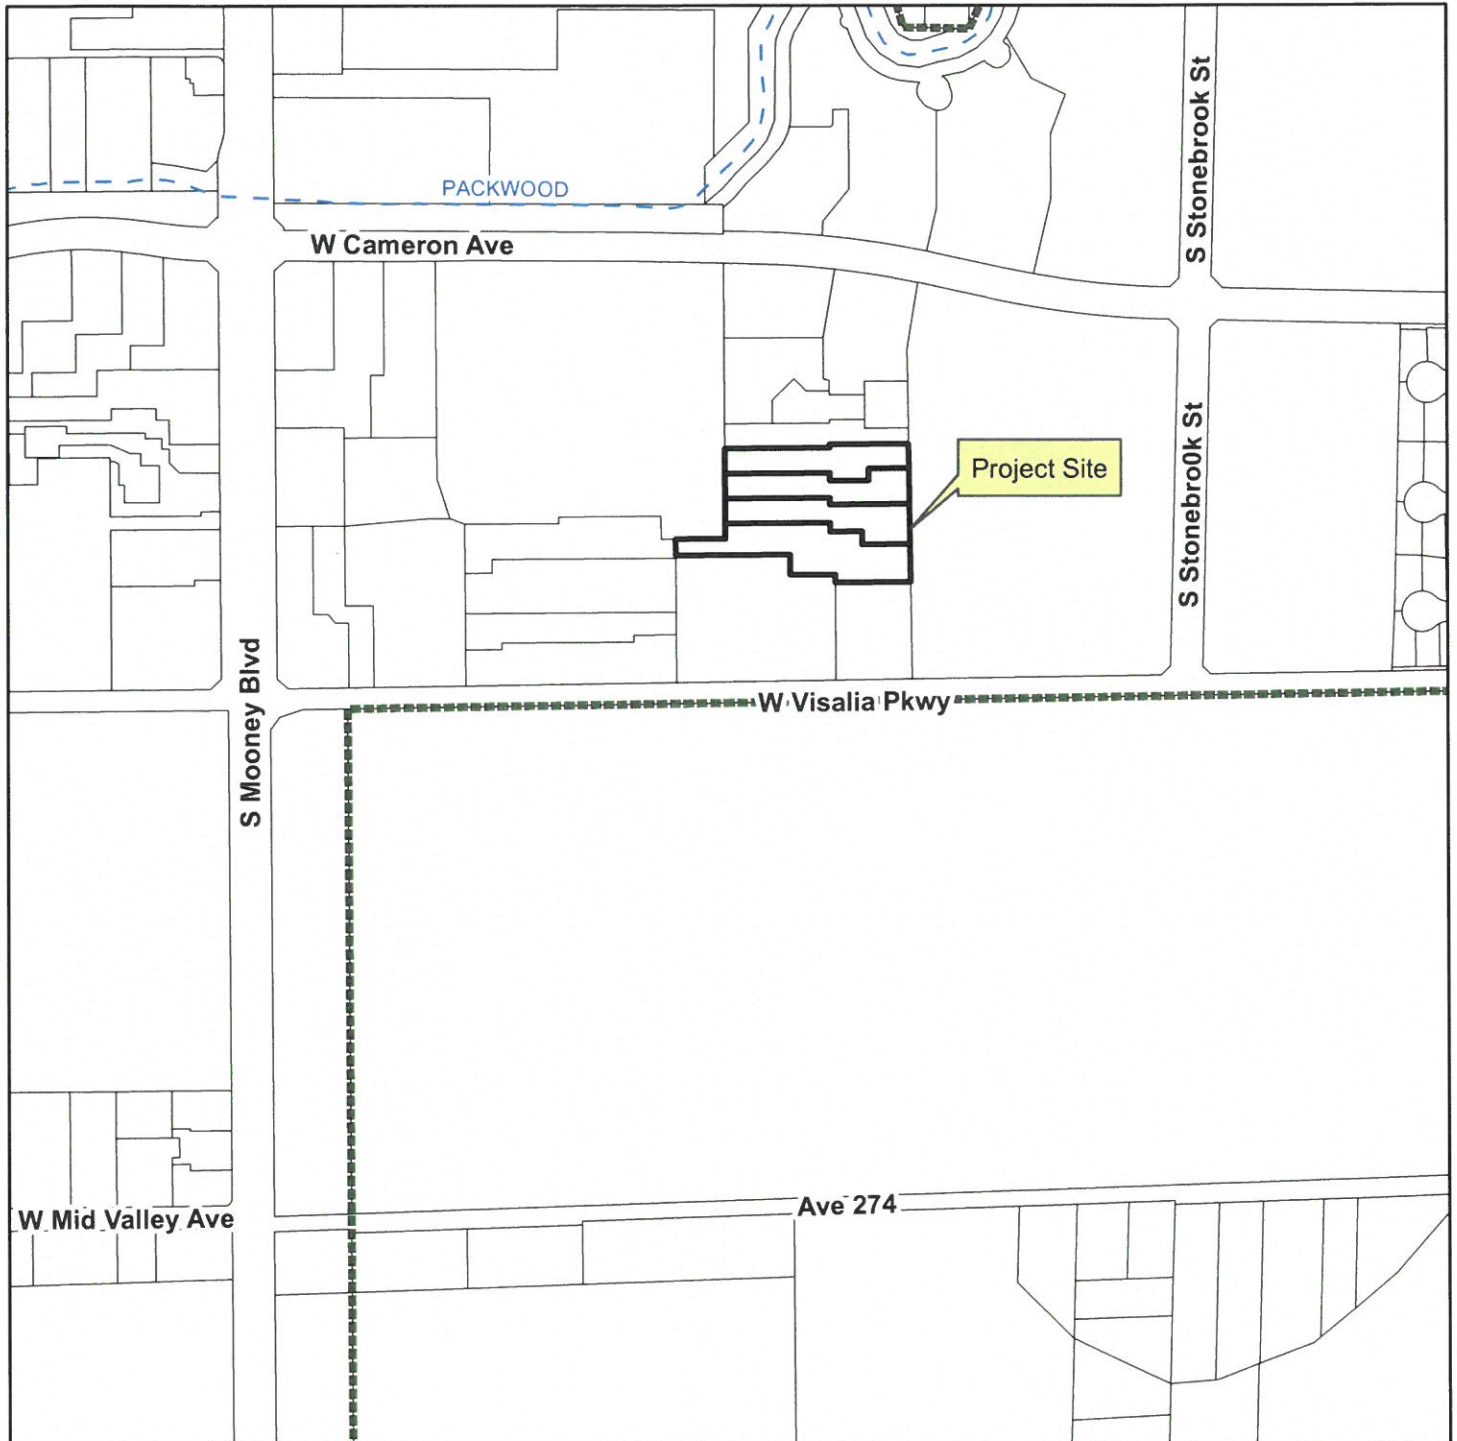 S Stonebrook St
PACKWOOD
W Cameron Ave
S Stonebro0k St
Project Site
S Mooney Blvd
W Visalia Pkwy
W Mid Valley Ave
Ave 274